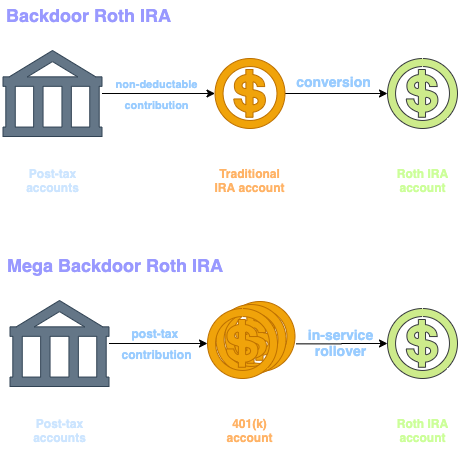 Backdoor Roth IRA
non-deductable
contribution
conversion
Post-tax
accounts
Traditional
IRA account
Roth IRA
account
Mega Backdoor Roth IRA
post-tax
contribution
In-service
rollover
Post-tax
accounts
401(k)
account
Roth IRA
account